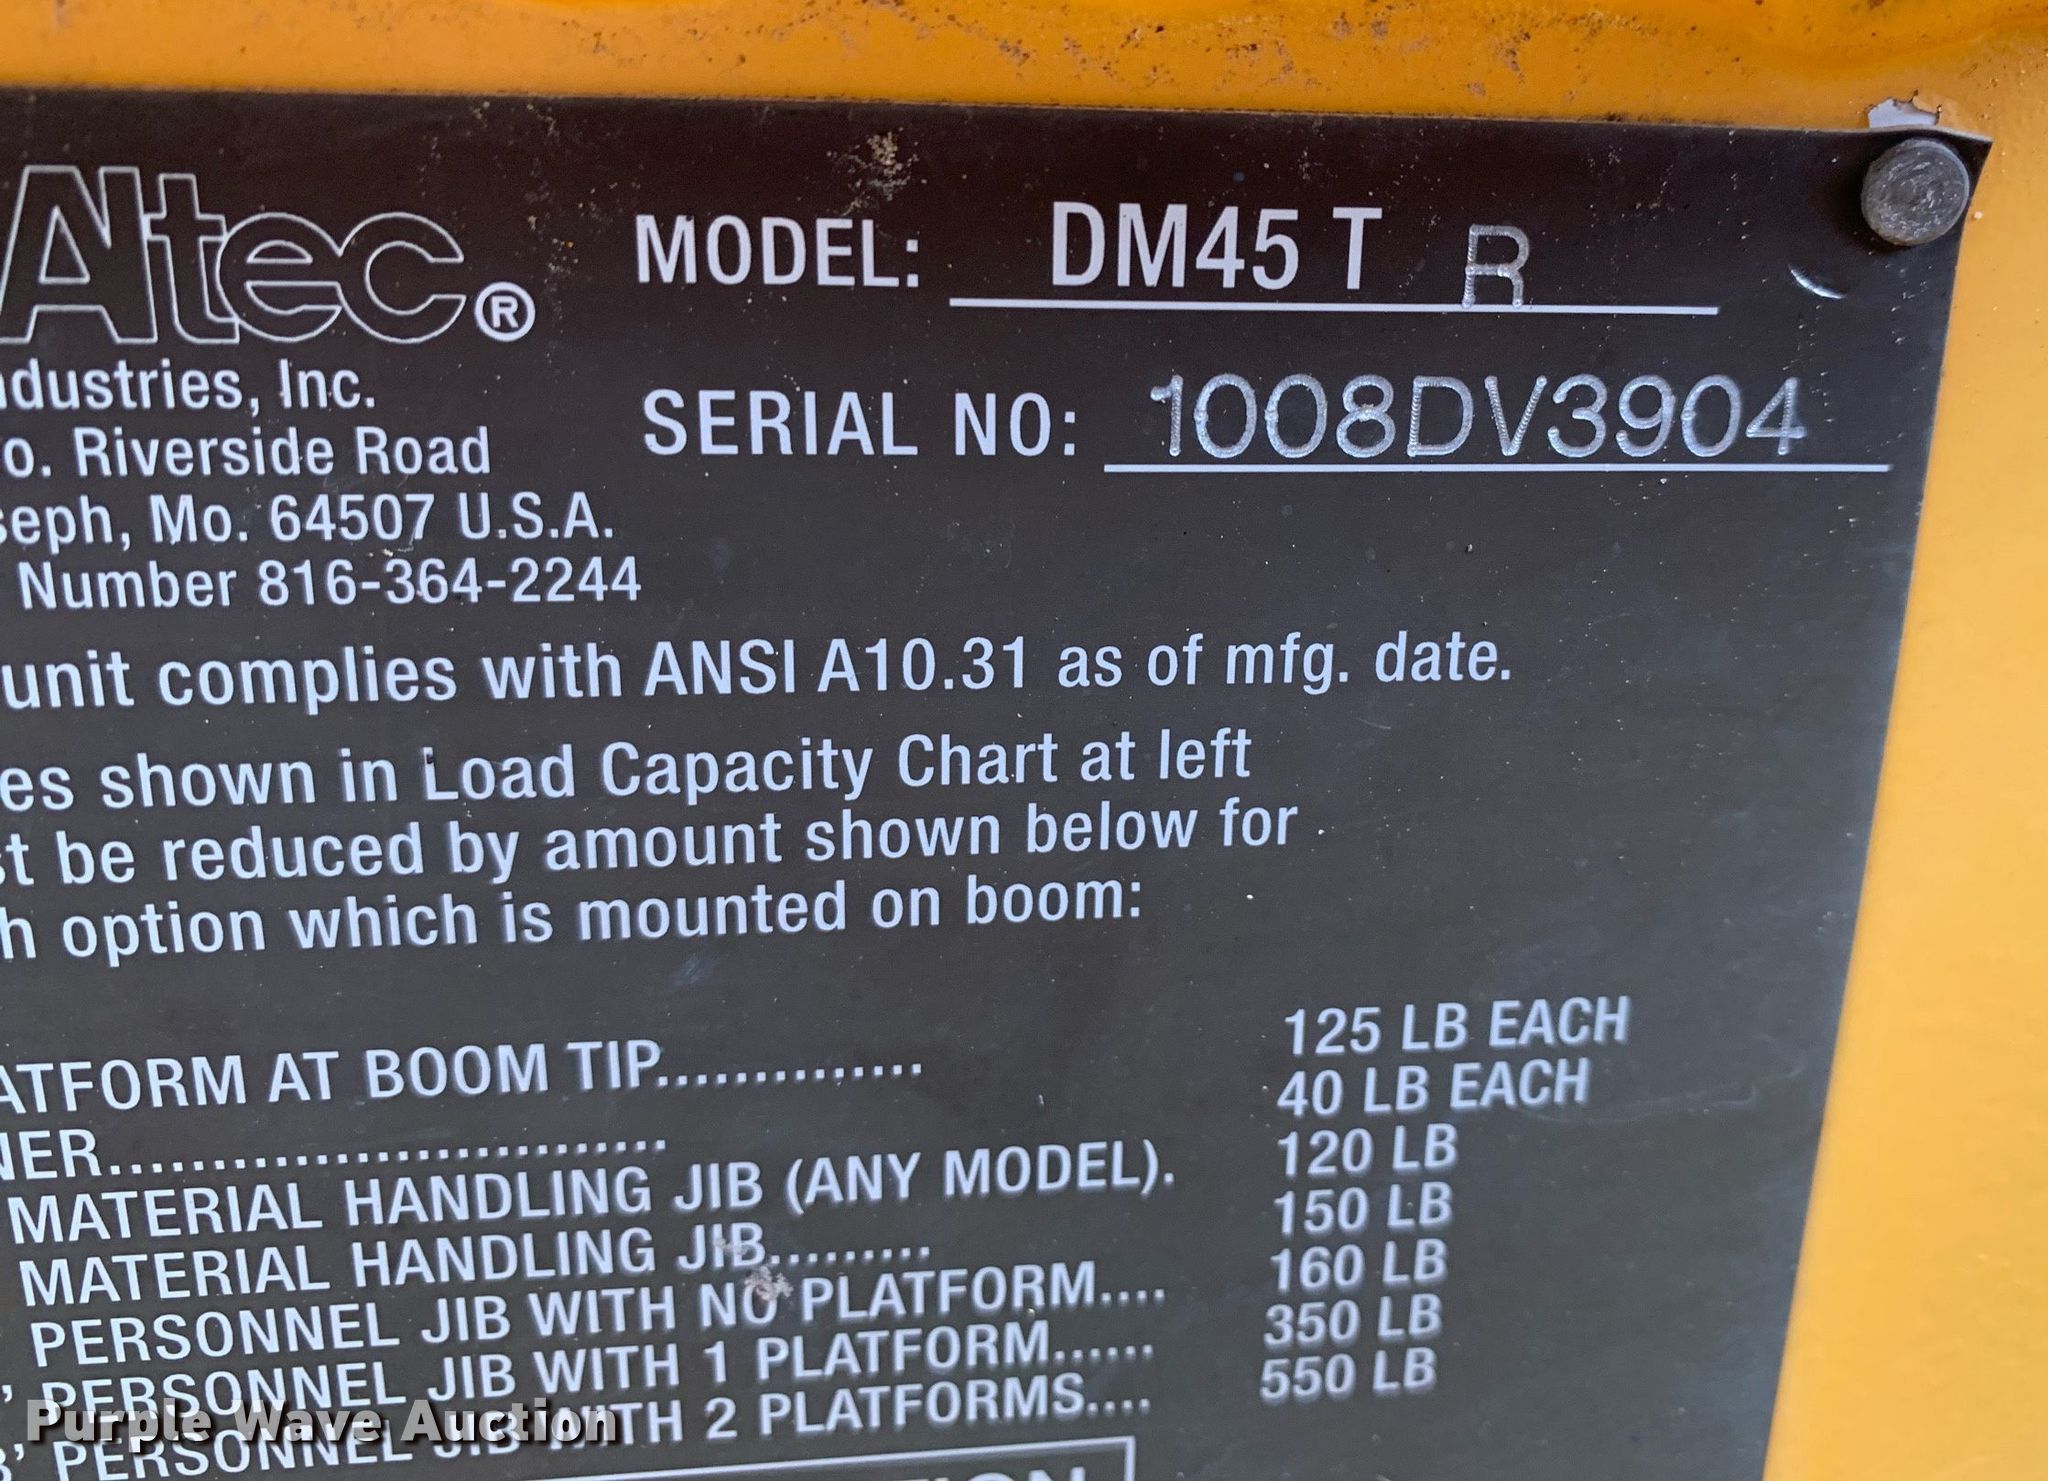 Altec®
MODEL: DM45 T R
ndustries, Inc.
SERIAL NO: 1008DV3904
o. Riverside Road
seph, Mo. 64507 U.S.A.
Number 816-364-2244
unit complies with ANSI A10.31 as of mfg. date.
es shown in Load Capacity Chart at left
t be reduced by amount shown below for
h option which is mounted on boom:
ATFORM AT BOOM TIP.............. 125 LB EACH
NER............................ 40 LB EACH
MATERIAL HANDLING JIB (ANY MODEL). 120 LB
MATERIAL HANDLING JIB......... 150 LB
PERSONNEL JIB WITH NO PLATFORM.... 160 LB
' PERSONNEL JIB WITH 1 PLATFORM...... 350 LB
' PERSONNEL JIB WITH 2 PLATFORMS.... 550 LB
Purple Wave Auction